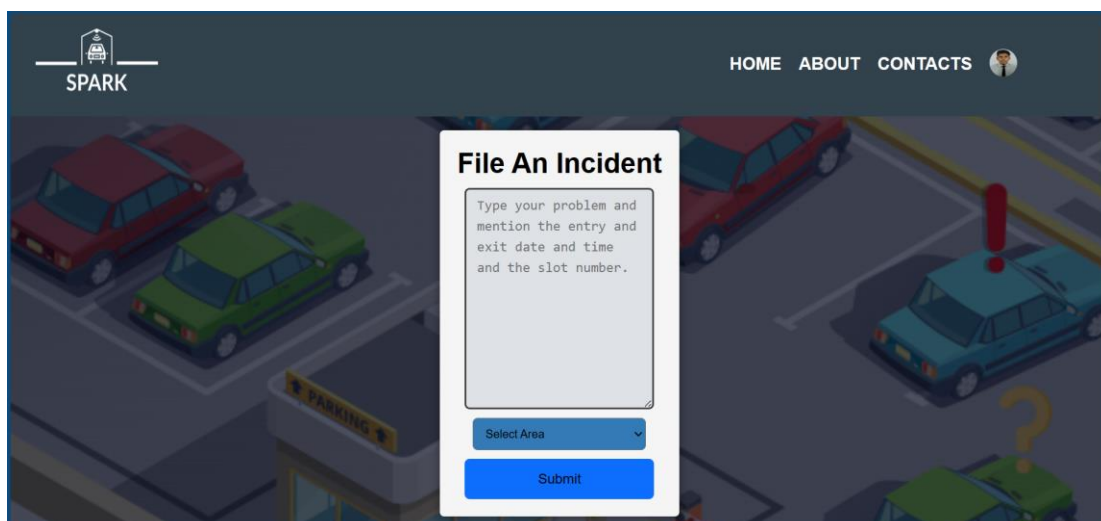 SPARK
HOME ABOUT CONTACTS
File An Incident
Type your problem and
mention the entry and
exit date and time
and the slot number.
PARKING
Select Area
Submit